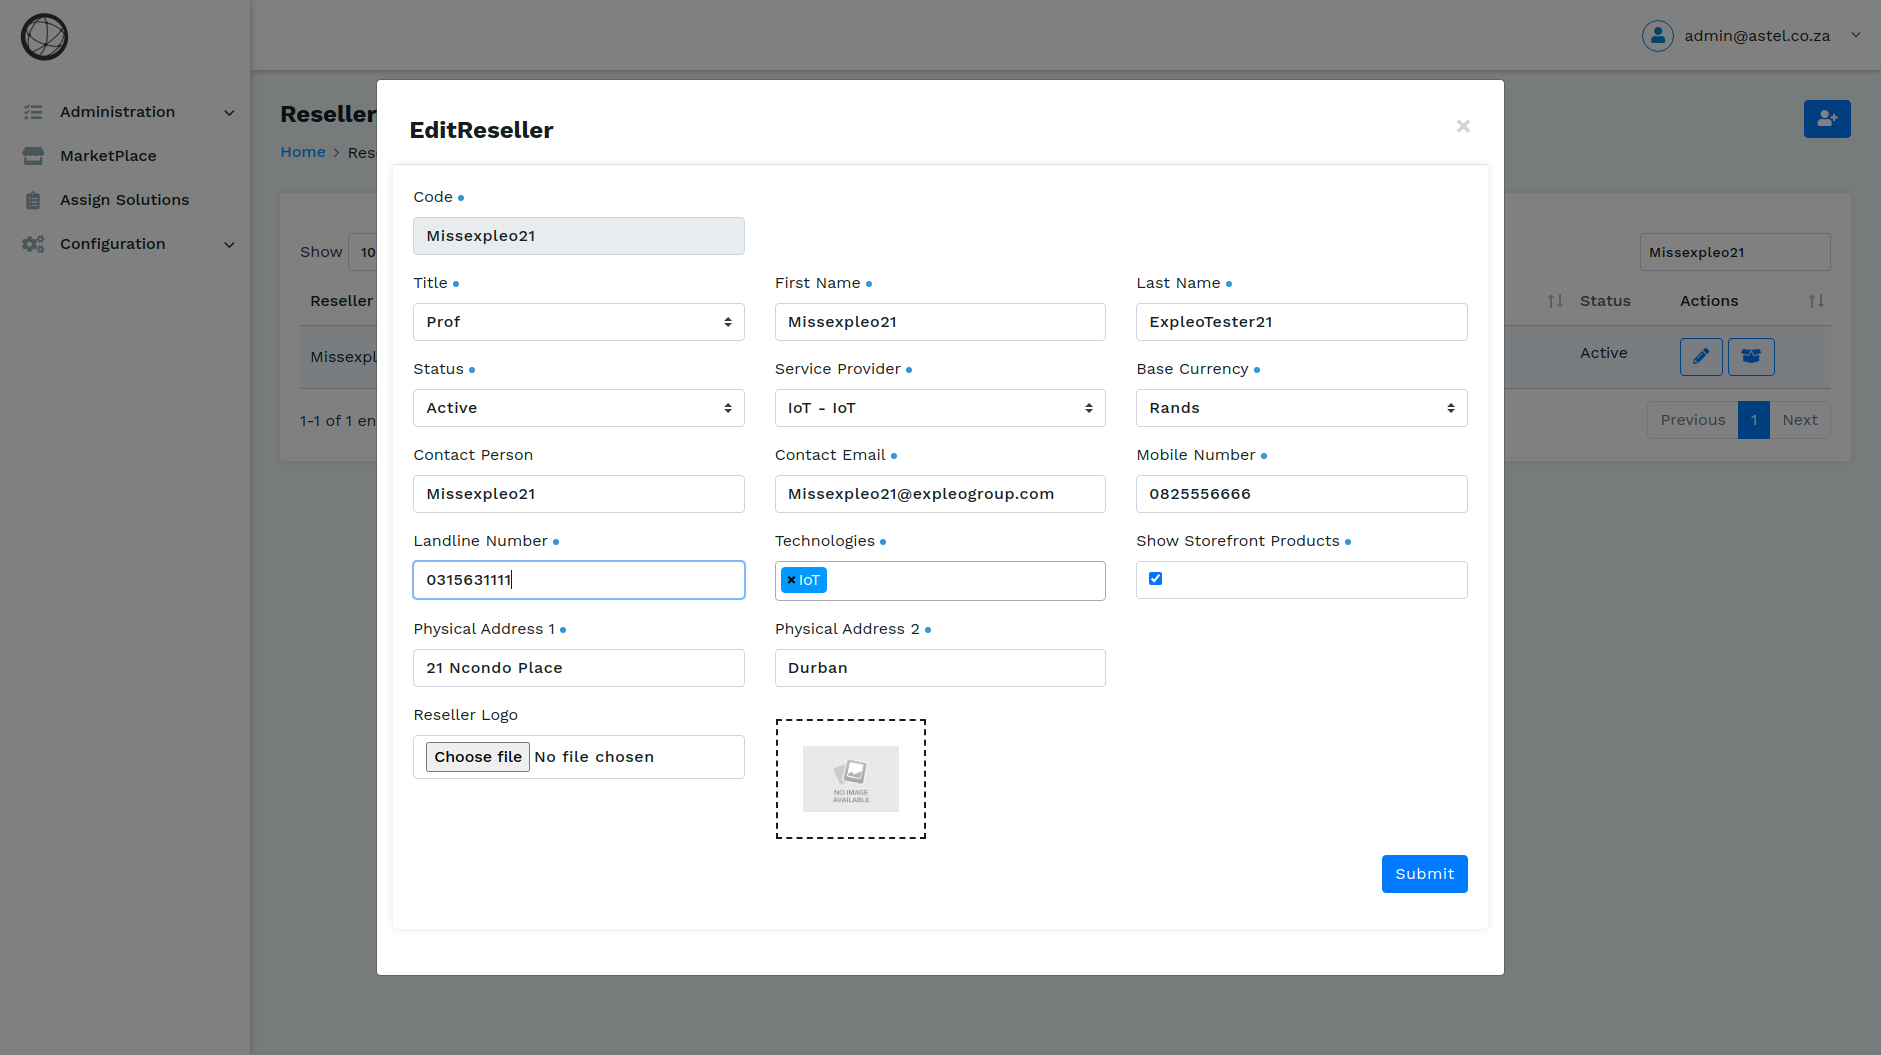 admin@astel.co.za
Administration
MarketPlace
Assign Solutions
Configuration
Reseller
Home > Res
Show 10
Missexpleo21
Reseller
Status Actions
Missexpl
Active
1-1 of 1 en
Previous 1 Next
EditReseller
×
Code
Missexpleo21
Title First Name Last Name
Prof Missexpleo21 ExpleoTester21
Status Service Provider Base Currency
Active IoT - IoT Rands
Contact Person Contact Email Mobile Number
Missexpleo21 Missexpleo21@expleogroup.com 0825556666
Landline Number Technologies Show Storefront Products
0315631111 ×IoT
Physical Address 1 Physical Address 2
21 Ncondo Place Durban
Reseller Logo
Choose file No file chosen
NO IMAGE
AVAILABLE
Submit